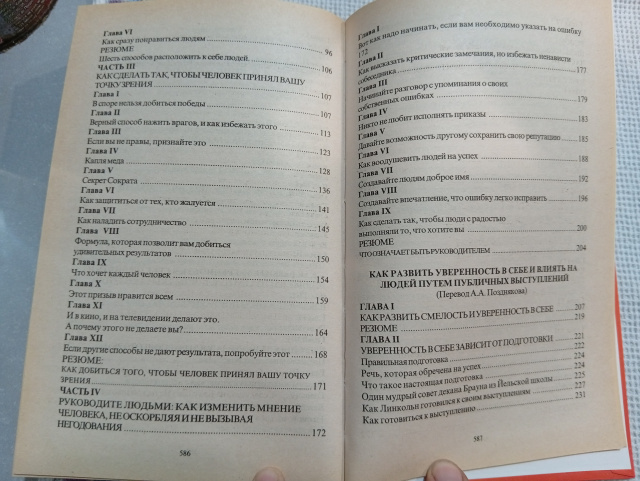 Глава VI
Как сразу понравиться людям ... 96
РЕЗЮМЕ
Шесть способов расположить к себе людей. ... 106
ЧАСТЬ III
КАК СДЕЛАТЬ ТАК, ЧТОБЫ ЧЕЛОВЕК ПРИНЯЛ ВАШУ
ТОЧКУ ЗРЕНИЯ ... 107
Глава I
В споре нельзя добиться победы ... 107
Глава II
Верный способ нажить врагов, и как избежать этого ... 113
Глава III
Если вы не правы, признайте это ... 123
Глава IV
Капля меда ... 128
Глава V
Секрет Сократа ... 136
Глава VI
Как защититься от тех, кто жалуется ... 141
Глава VII
Как наладить сотрудничество ... 145
Глава VIII
Формула, которая позволит вам добиться
удивительных результатов ... 150
Глава IX
Что хочет каждый человек ... 154
Глава X
Этот призыв нравится всем ... 159
Глава XI
И в кино, и на телевидении делают это.
А почему этого не делаете вы? ... 164
Глава XII
Если другие способы не дают результата, попробуйте этот ... 168
РЕЗЮМЕ:
КАК ДОБИТЬСЯ ТОГО, ЧТОБЫ ЧЕЛОВЕК ПРИНЯЛ ВАШУ ТОЧКУ
ЗРЕНИЯ ... 171
ЧАСТЬ IV
РУКОВОДИТЕ ЛЮДЬМИ: КАК ИЗМЕНИТЬ МНЕНИЕ
ЧЕЛОВЕКА, НЕ ОСКОРБЛЯЯ И НЕ ВЫЗЫВАЯ
НЕГОДОВАНИЯ ... 172
586
Глава I
Вот как надо начинать, если вам необходимо указать на ошибку
172
Глава II
Как высказать критические замечания, но избежать ненависти
собеседника ... 177
Глава III
Начинайте разговор с упоминания о своих
собственных ошибках ... 179
Глава IV
Никто не любит исполнять приказы ... 183
Глава V
Давайте возможность другому сохранить свою репутацию ... 185
Глава VI
Как воодушевить людей на успех ... 188
Глава VII
Создавайте людям доброе имя ... 192
Глава VIII
Создавайте впечатление, что ошибку легко исправить ... 196
Глава IX
Как сделать так, чтобы люди с радостью
выполняли то, что хотите вы ... 200
РЕЗЮМЕ
ЧТО ОЗНАЧАЕТ БЫТЬ РУКОВОДИТЕЛЕМ ... 204
КАК РАЗВИТЬ УВЕРЕННОСТЬ В СЕБЕ И ВЛИЯТЬ НА
ЛЮДЕЙ ПУТЕМ ПУБЛИЧНЫХ ВЫСТУПЛЕНИЙ
(Перевод А.А. Позднякова)
ГЛАВА I
КАК РАЗВИТЬ СМЕЛОСТЬ И УВЕРЕННОСТЬ В СЕБЕ ... 207
РЕЗЮМЕ ... 219
ГЛАВА II
УВЕРЕННОСТЬ В СЕБЕ ЗАВИСИТ ОТ ПОДГОТОВКИ ... 221
Правильная подготовка ... 222
Речь, которая обречена на успех ... 224
Что такое настоящая подготовка ... 224
Один мудрый совет декана Брауна из Йельской школы ... 225
Как Линкольн готовился к своим выступлениям ... 227
Как готовиться к выступлению ... 231
587